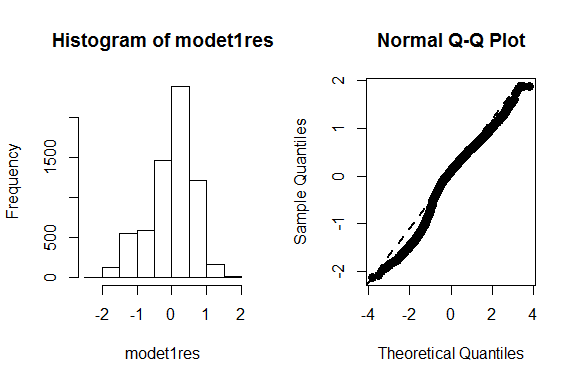 Histogram of modet1res
Frequency
0
500
1500
-2 -1 0 1 2
modet1res
Normal Q-Q Plot
Sample Quantiles
-2
-1
0
1
2
-4 -2 0 2 4
Theoretical Quantiles